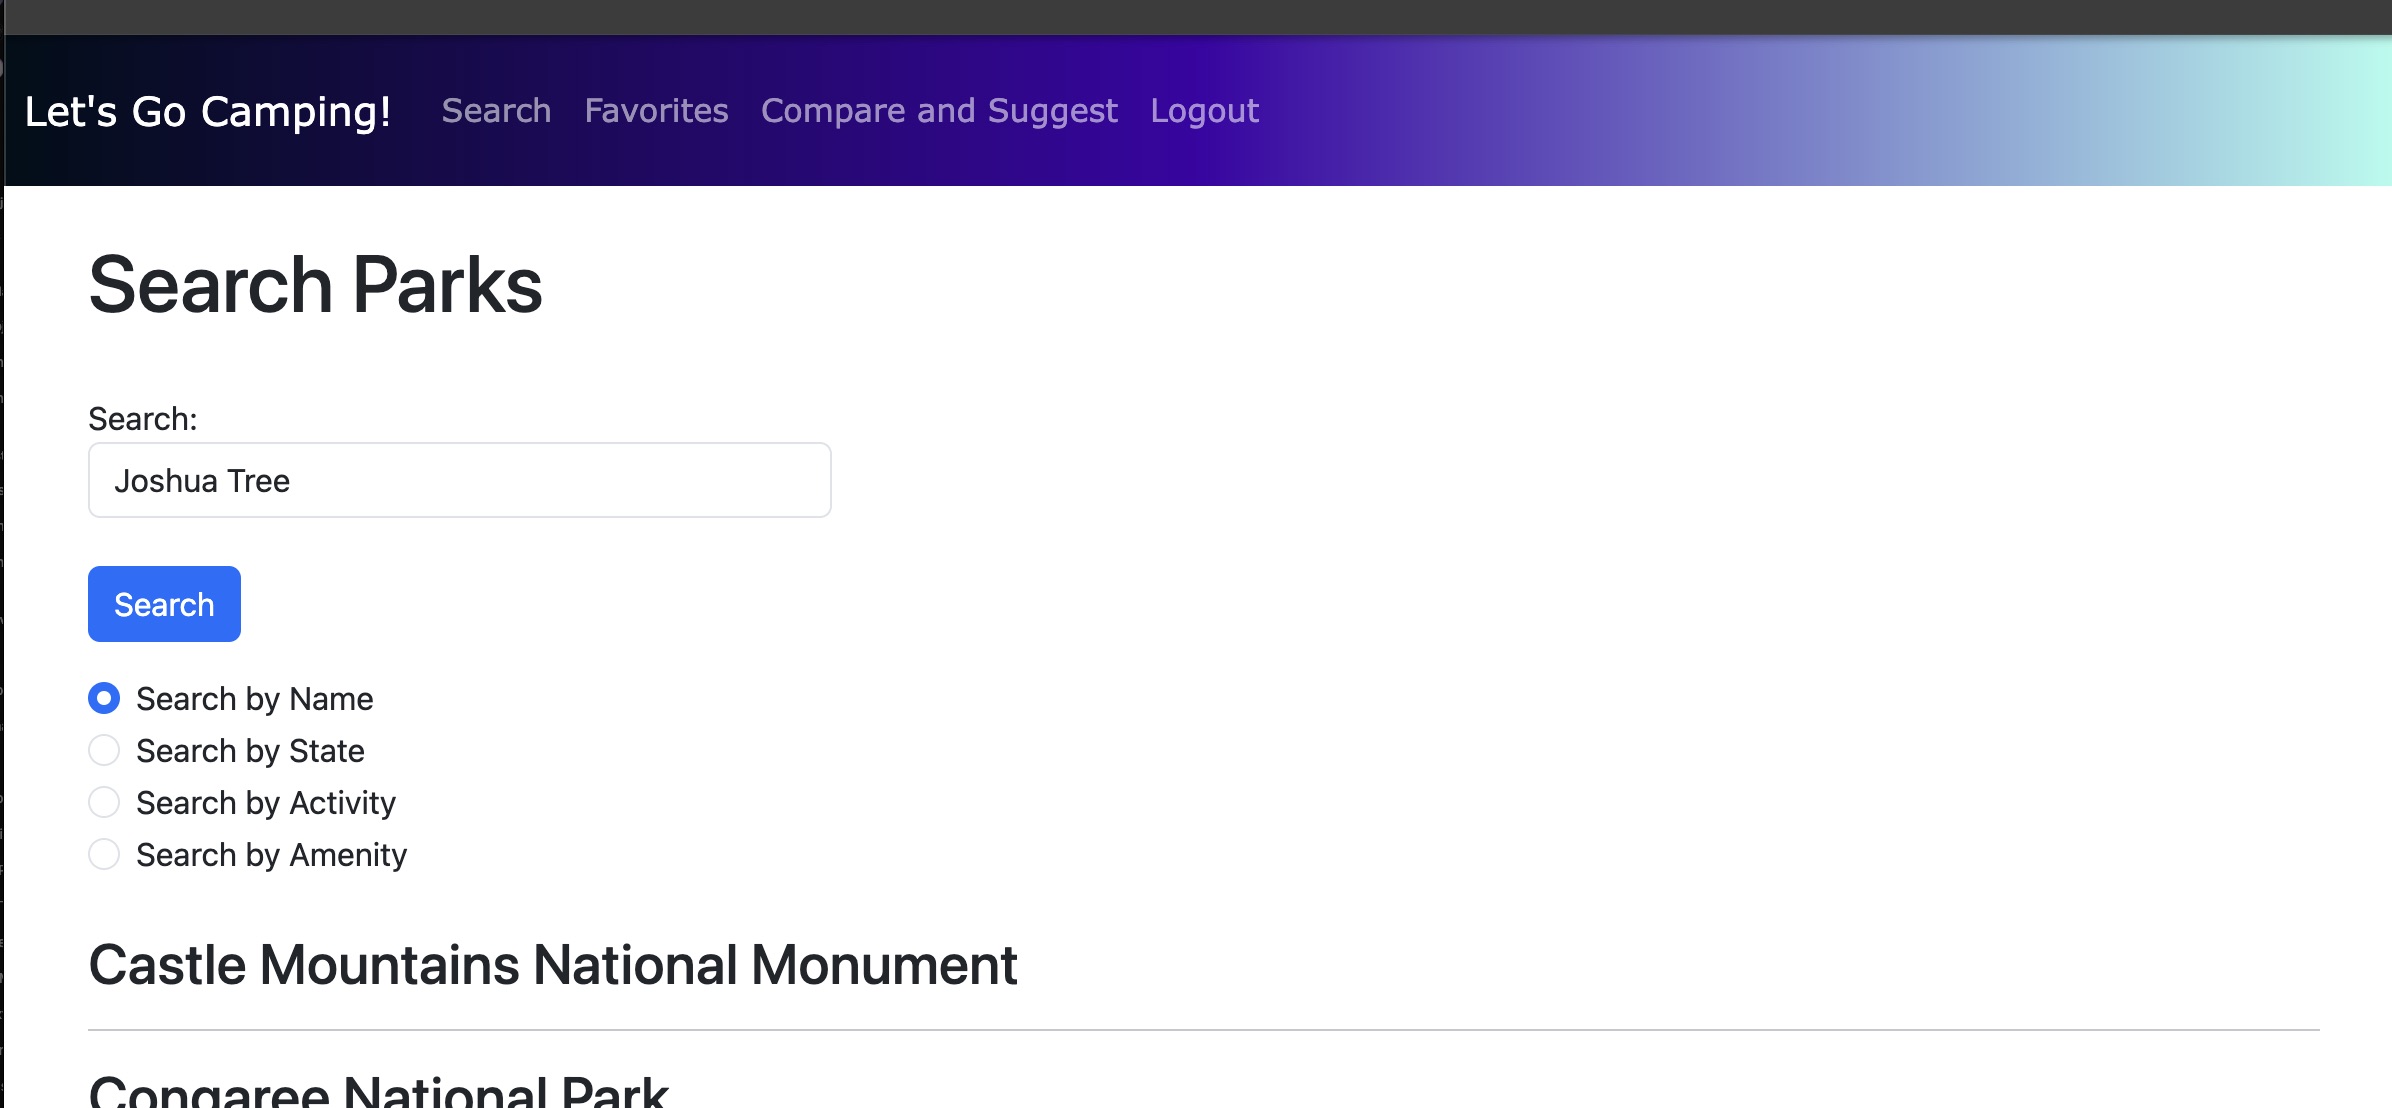 Let's Go Camping! Search Favorites Compare and Suggest Logout
Search Parks
Search:
Joshua Tree
Search
Search by Name
Search by State
Search by Activity
Search by Amenity
Castle Mountains National Monument
Congaree National Park